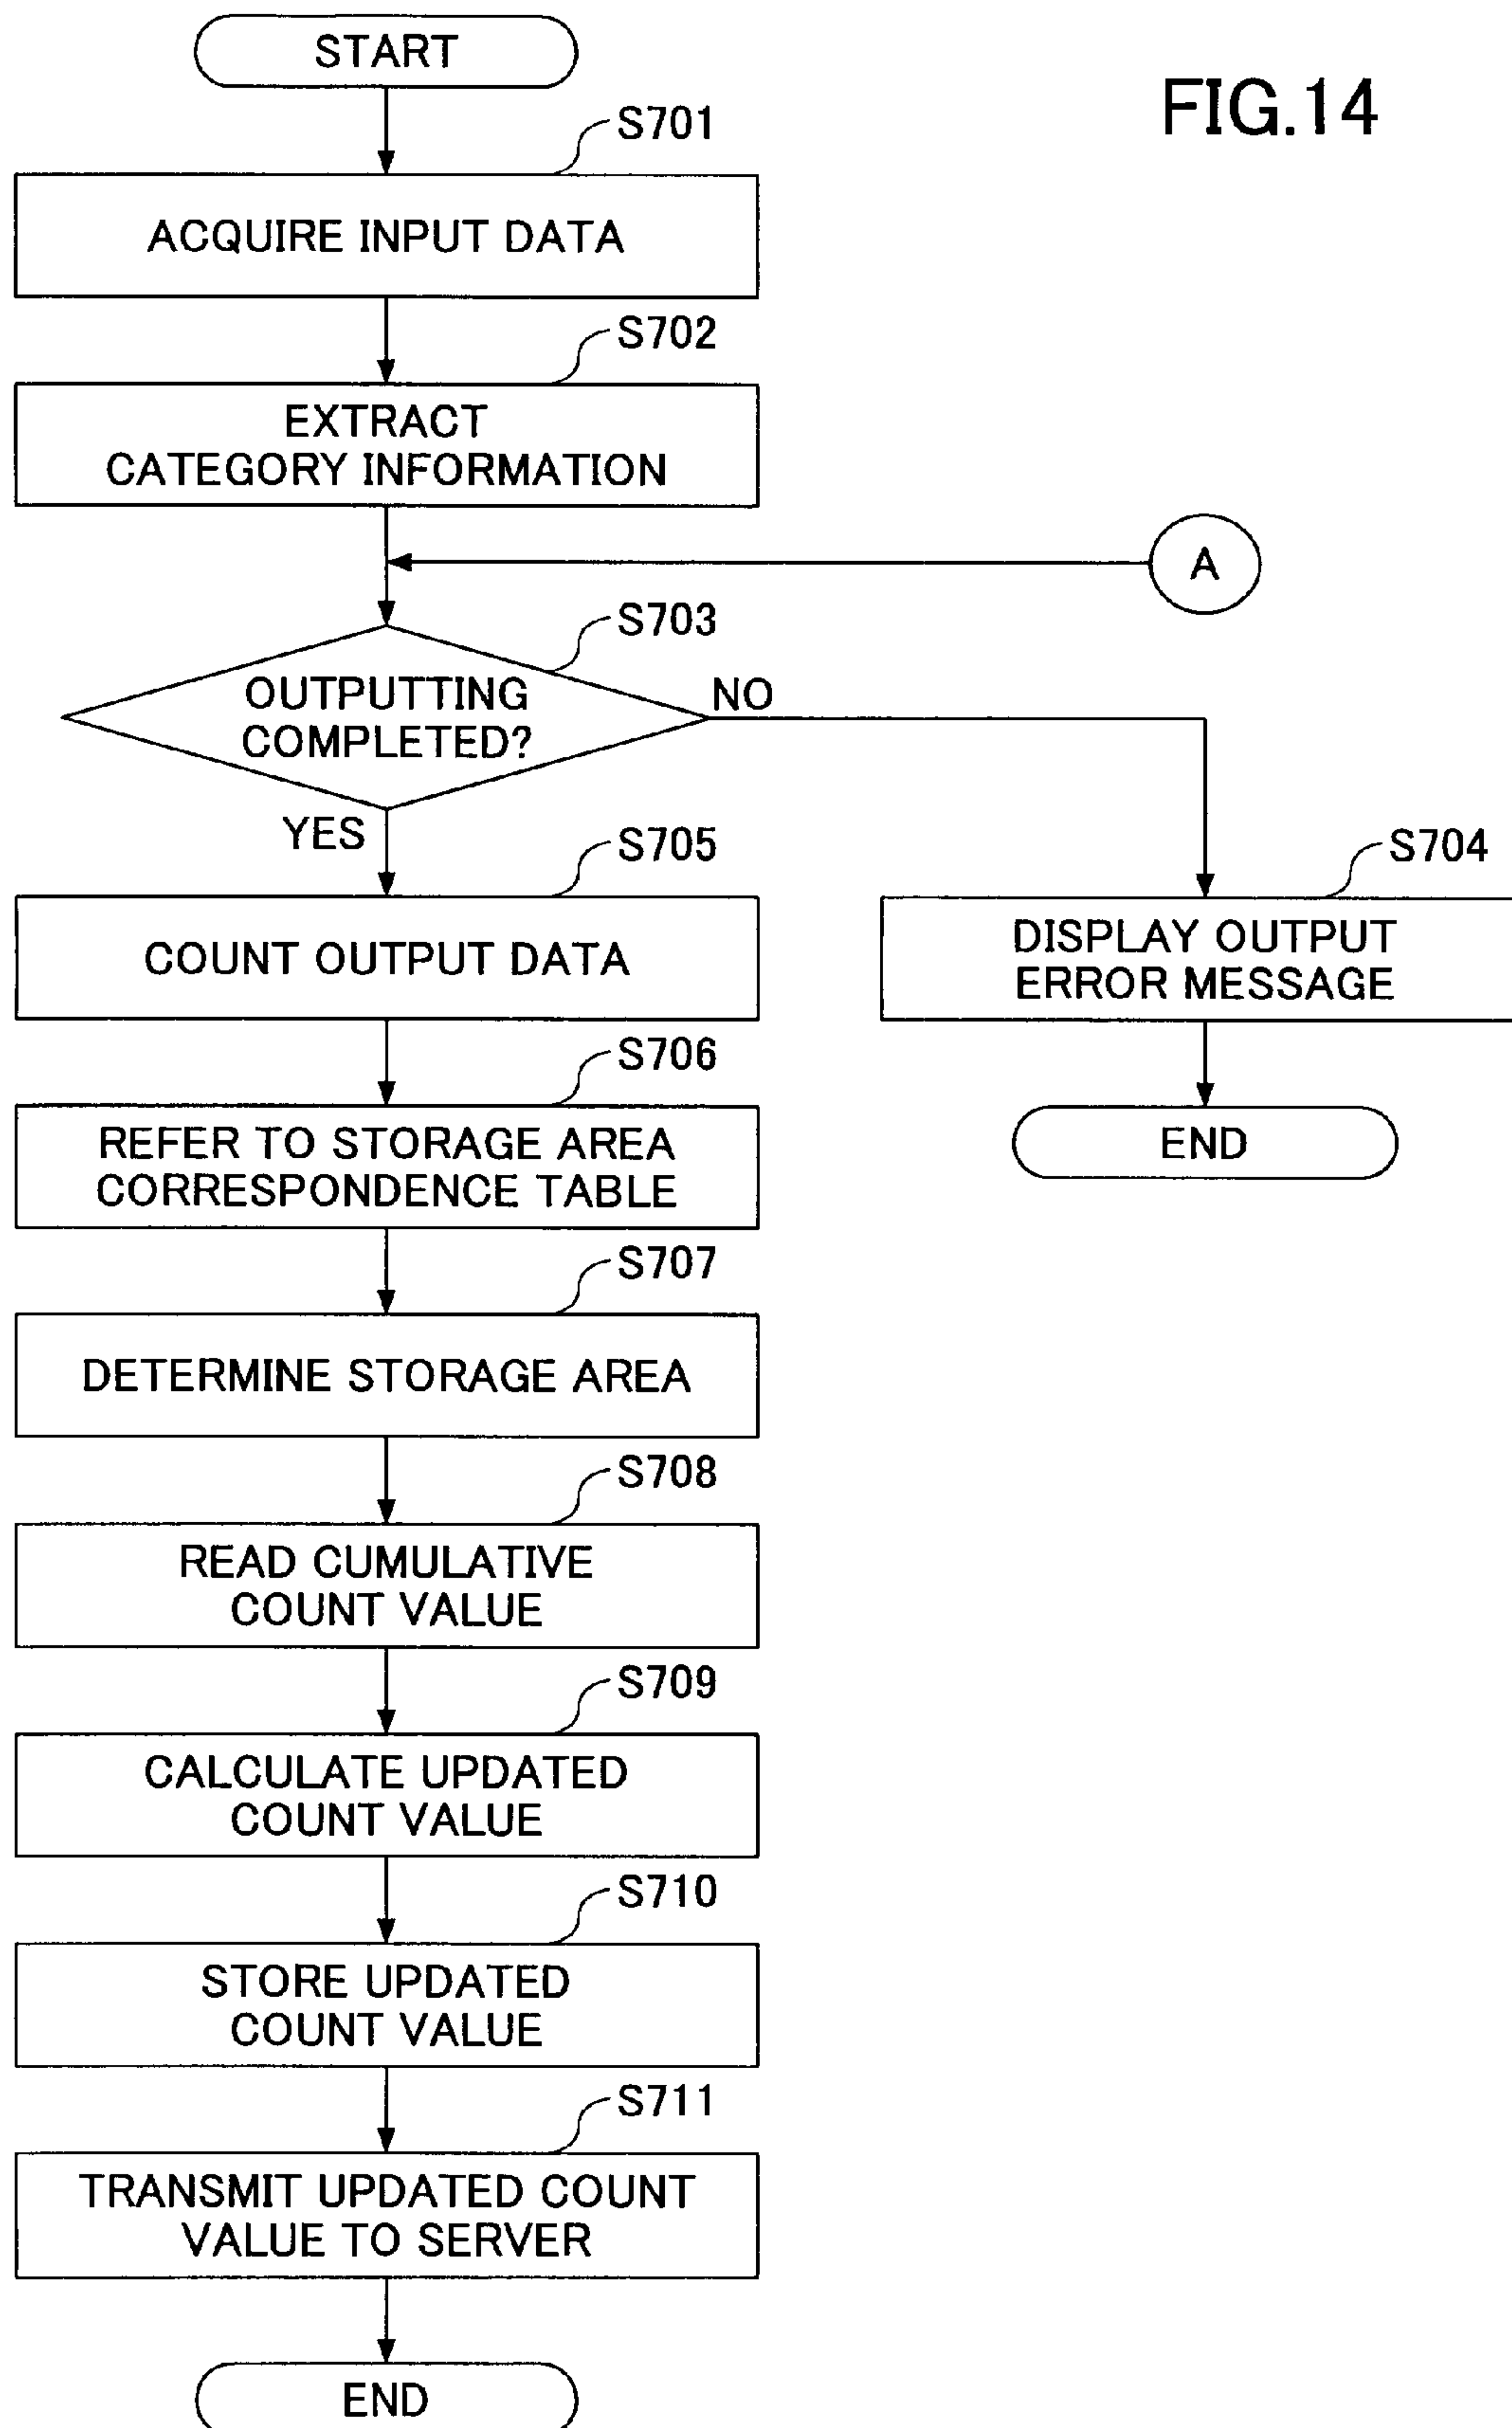 START
FIG.14
S701
ACQUIRE INPUT DATA
S702
EXTRACT
CATEGORY INFORMATION
A
S703
OUTPUTTING
COMPLETED?
NO
YES
S705
COUNT OUTPUT DATA
S704
DISPLAY OUTPUT
ERROR MESSAGE
END
S706
REFER TO STORAGE AREA
CORRESPONDENCE TABLE
S707
DETERMINE STORAGE AREA
S708
READ CUMULATIVE
COUNT VALUE
S709
CALCULATE UPDATED
COUNT VALUE
S710
STORE UPDATED
COUNT VALUE
S711
TRANSMIT UPDATED COUNT
VALUE TO SERVER
END